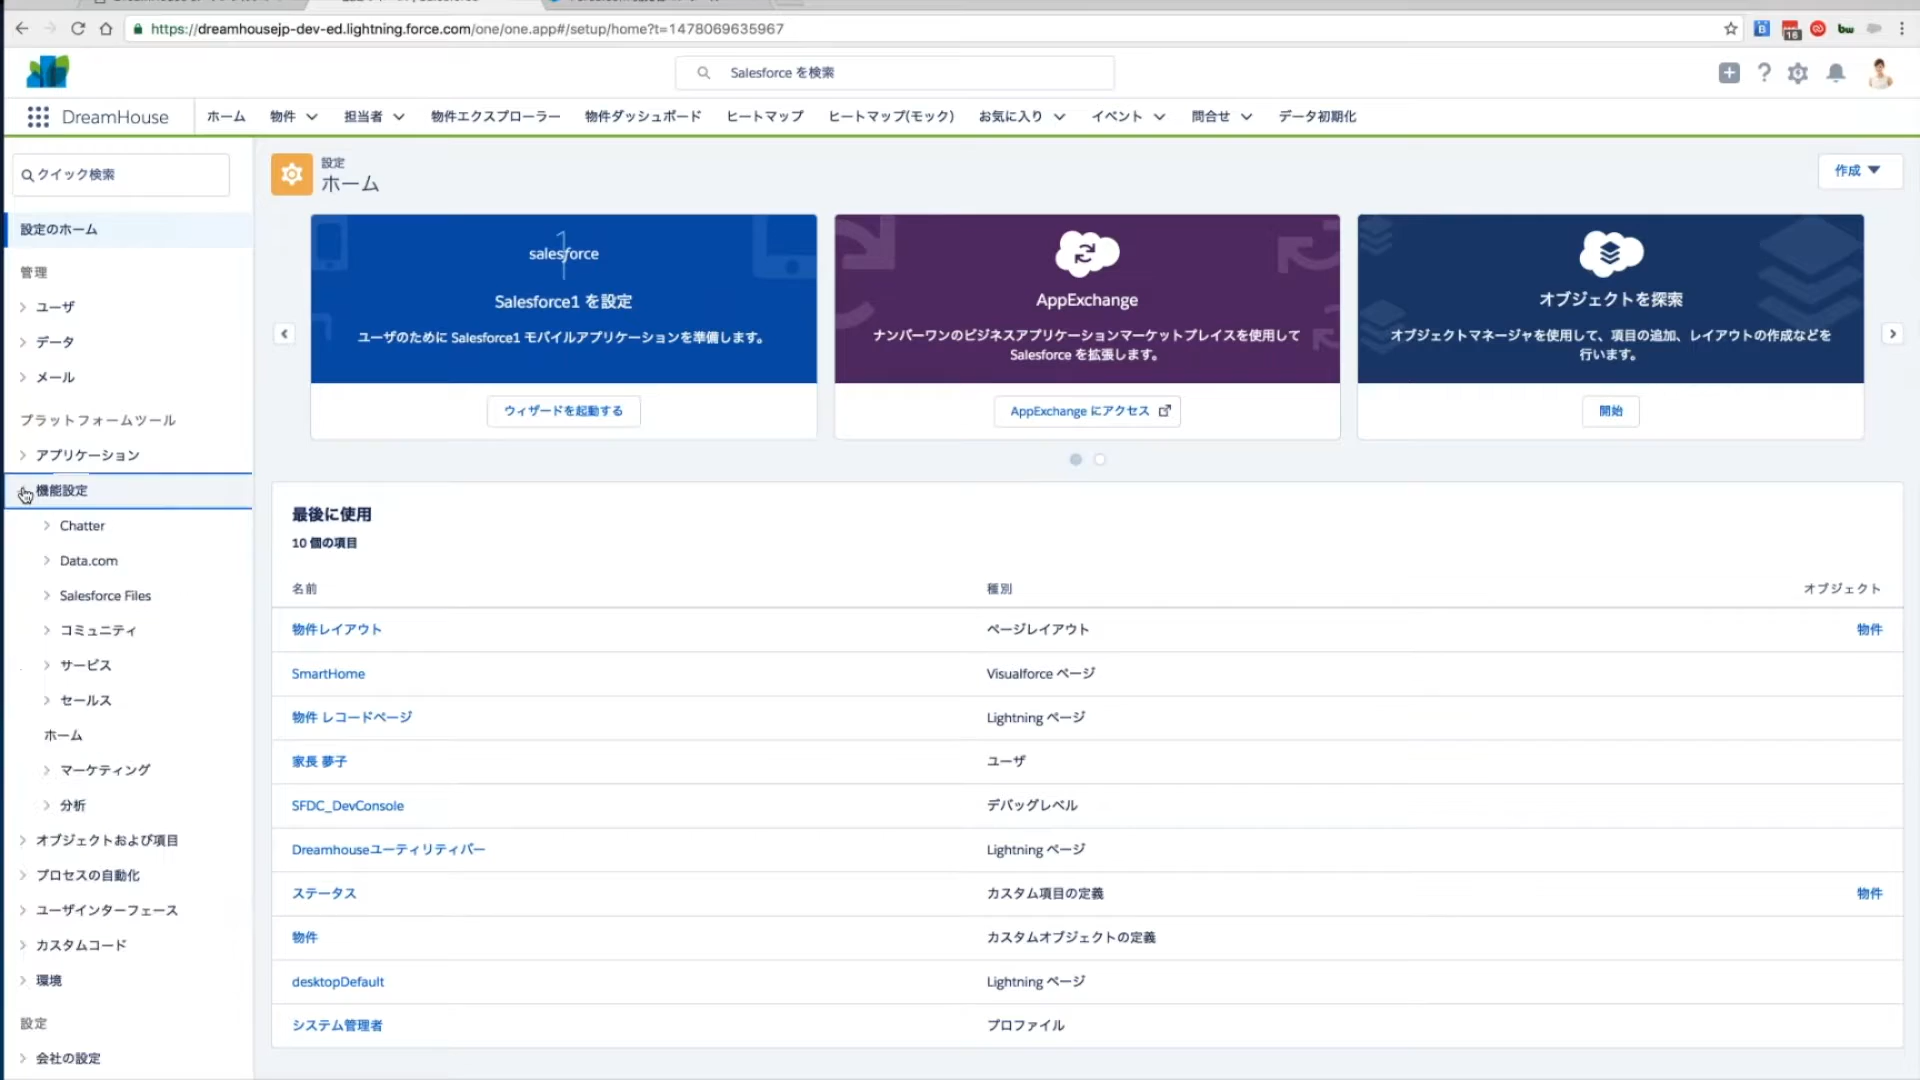 https://dreamhousejp-dev-ed.lightning.force.com/one/one.app#/setup/home?t=1478069635967
16
bw
Salesforce を検索
DreamHouse
ホーム
物件
担当者
物件エクスプローラー
物件ダッシュボード
ヒートマップ
ヒートマップ(モック)
お気に入り
イベント
問合せ
データ初期化
クイック検索
設定のホーム
管理
ユーザ
データ
メール
プラットフォームツール
アプリケーション
機能設定
Chatter
Data.com
Salesforce Files
コミュニティ
サービス
セールス
ホーム
マーケティング
分析
オブジェクトおよび項目
プロセスの自動化
ユーザインターフェース
カスタムコード
環境
設定
会社の設定
設定
ホーム
作成
salesforce
1
Salesforce1 を設定
ユーザのために Salesforce1 モバイルアプリケーションを準備します。
ウィザードを起動する
AppExchange
ナンバーワンのビジネスアプリケーションマーケットプレイスを使用して
Salesforce を拡張します。
AppExchange にアクセス
オブジェクトを探索
オブジェクトマネージャを使用して、項目の追加、レイアウトの作成などを
行います。
開始
最後に使用
10 個の項目
名前 種別 オブジェクト
物件レイアウト ページレイアウト 物件
SmartHome Visualforce ページ
物件 レコードページ Lightning ページ
家長 夢子 ユーザ
SFDC_DevConsole デバッグレベル
Dreamhouseユーティリティバー Lightning ページ
ステータス カスタム項目の定義 物件
物件 カスタムオブジェクトの定義
desktopDefault Lightning ページ
システム管理者 プロファイル